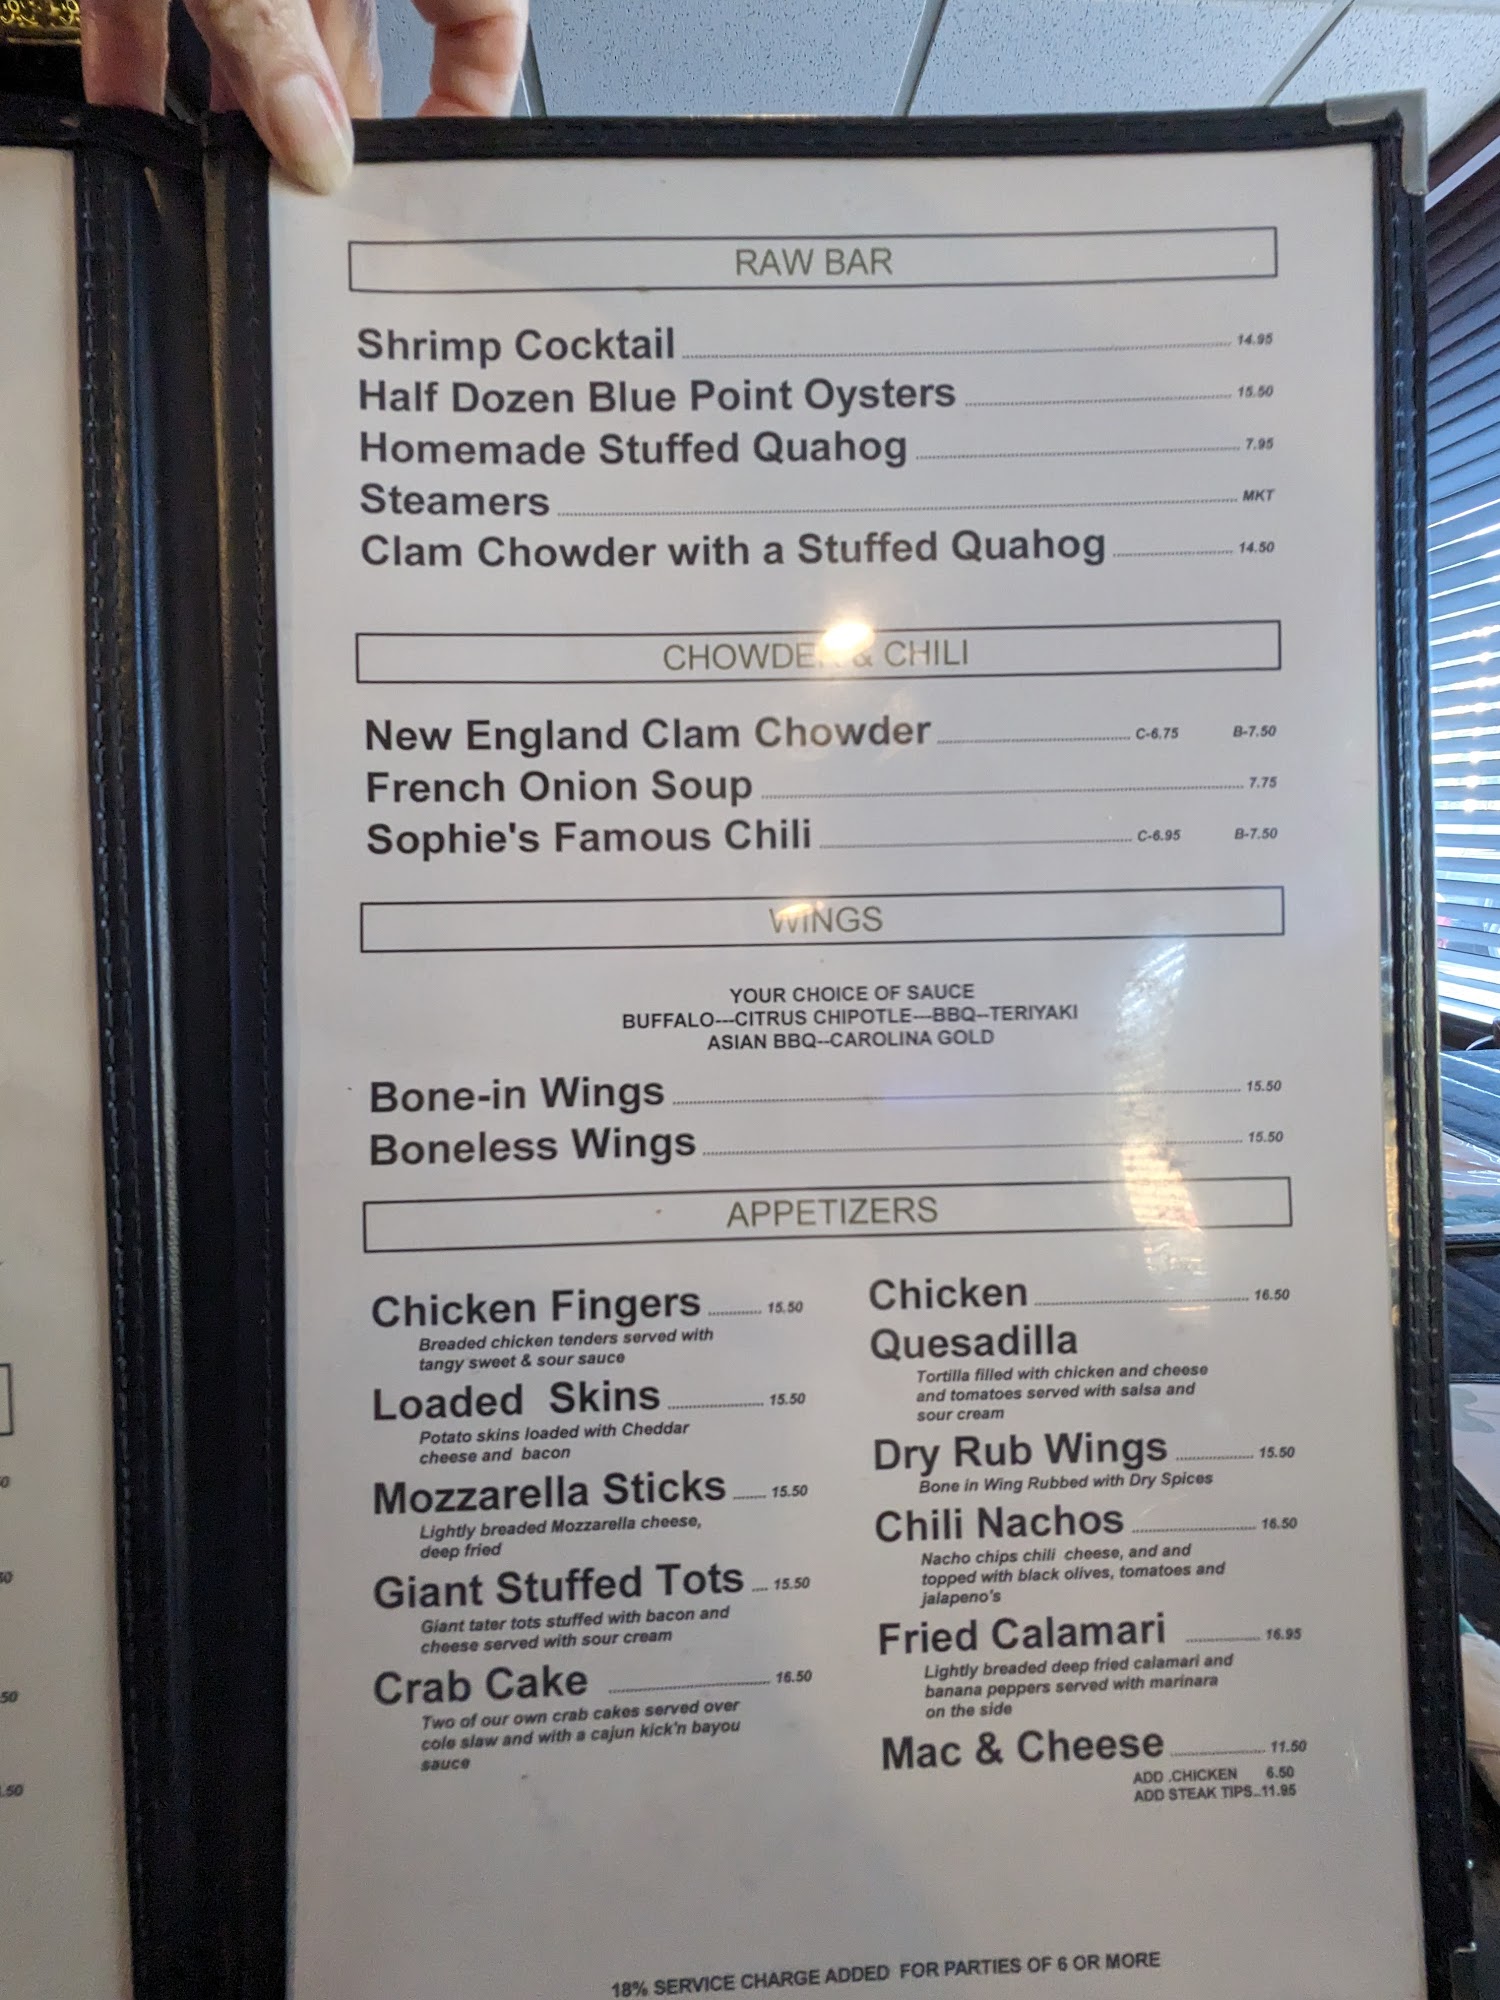 RAW BAR
Shrimp Cocktail 14.95
Half Dozen Blue Point Oysters 15.50
Homemade Stuffed Quahog 7.95
Steamers MKT
Clam Chowder with a Stuffed Quahog 14.50
CHOWDER & CHILI
New England Clam Chowder C-6.75 B-7.50
French Onion Soup 7.75
Sophie's Famous Chili C-6.95 B-7.50
WINGS
YOUR CHOICE OF SAUCE
BUFFALO---CITRUS CHIPOTLE---BBQ--TERIYAKI
ASIAN BBQ--CAROLINA GOLD
Bone-in Wings 15.50
Boneless Wings 15.50
APPETIZERS
Chicken Fingers 15.50
Breaded chicken tenders served with
tangy sweet & sour sauce
Loaded Skins 15.50
Potato skins loaded with Cheddar
cheese and bacon
Mozzarella Sticks 15.50
Lightly breaded Mozzarella cheese,
deep fried
Giant Stuffed Tots 15.50
Giant tater tots stuffed with bacon and
cheese served with sour cream
Crab Cake 16.50
Two of our own crab cakes served over
cole slaw and with a cajun kick'n bayou
sauce
Chicken 16.50
Quesadilla
Tortilla filled with chicken and cheese
and tomatoes served with salsa and
sour cream
Dry Rub Wings 15.50
Bone in Wing Rubbed with Dry Spices
Chili Nachos 16.50
Nacho chips chili cheese, and and
topped with black olives, tomatoes and
jalapeno's
Fried Calamari 16.95
Lightly breaded deep fried calamari and
banana peppers served with marinara
on the side
Mac & Cheese 11.50
ADD .CHICKEN 6.50
ADD STEAK TIPS..11.95
18% SERVICE CHARGE ADDED FOR PARTIES OF 6 OR MORE